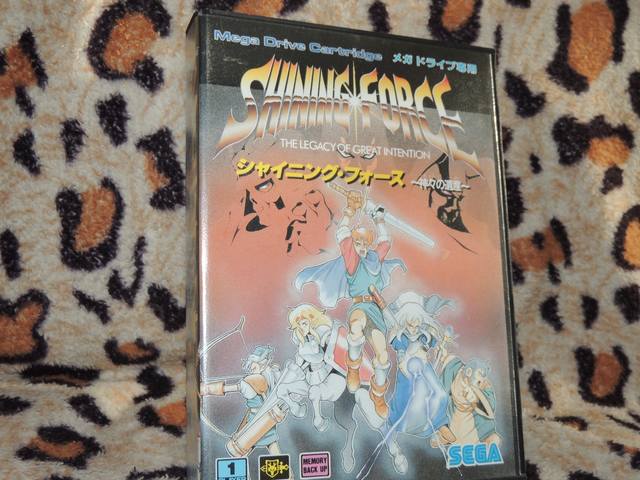 Mega Drive Cartridge メガドライブ専用
SHINING FORCE
THE LEGACY OF GREAT INTENTION
シャイニング・フォース ～神々の遺産～
1
PLAYER
MEMORY
BACK UP
SEGA